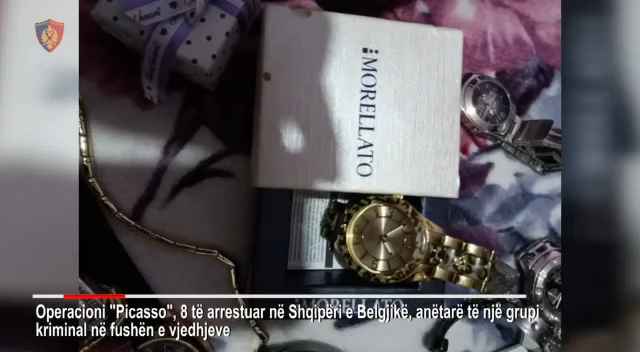 MORELLATO
MORELLATO
Operacioni "Picasso", 8 të arrestuar në Shqipëri e Belgjikë, anëtarë të një grupi
kriminal në fushën e vjedhjeve